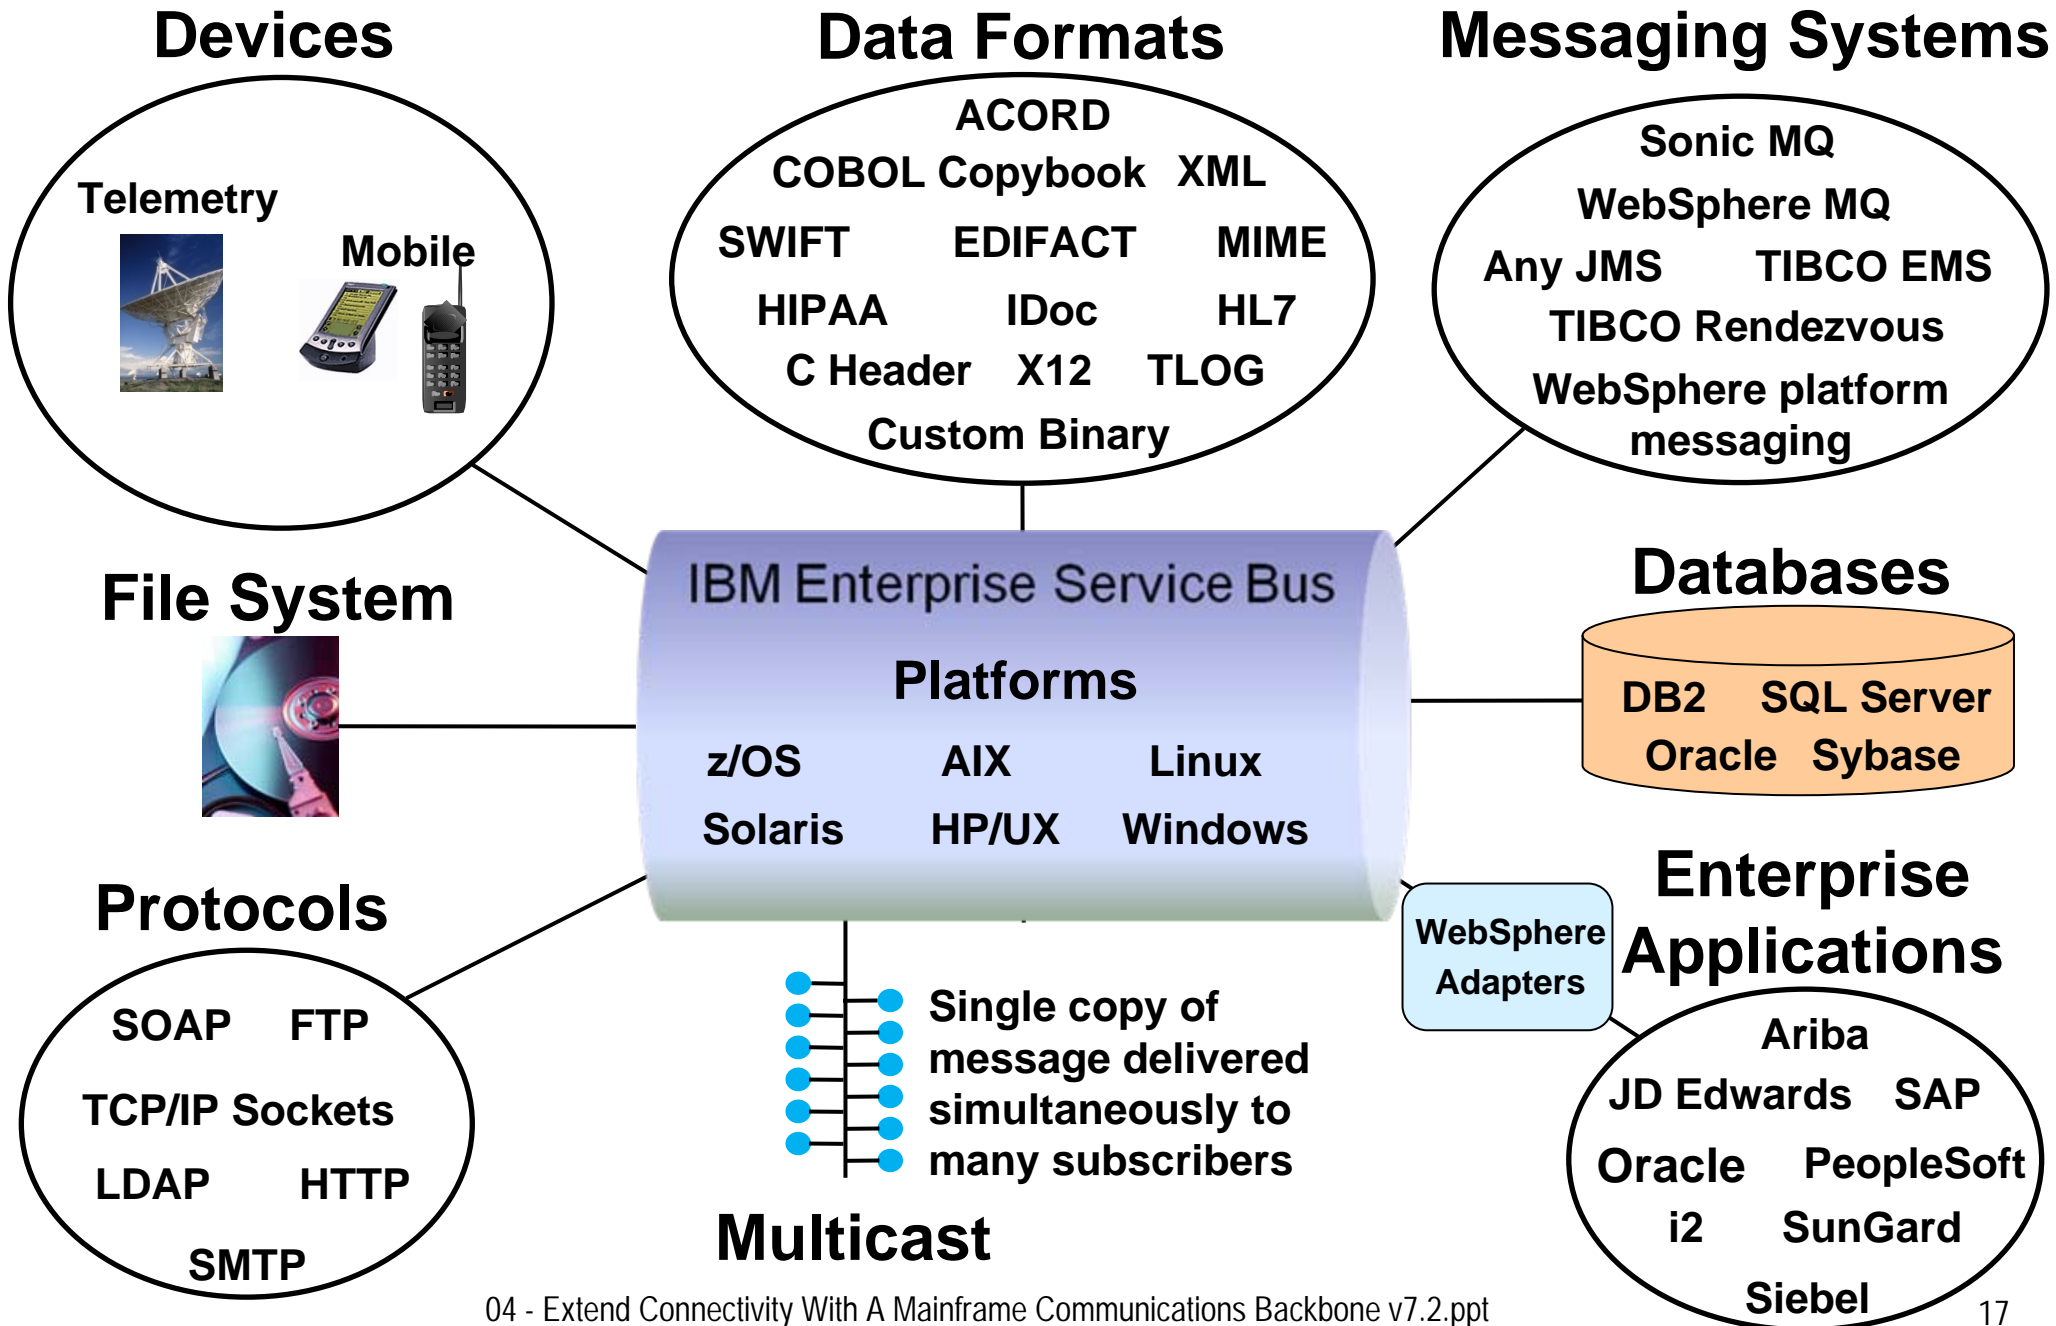 Devices
Telemetry
Mobile
Data Formats
ACORD
COBOL Copybook XML
SWIFT EDIFACT MIME
HIPAA IDoc HL7
C Header X12 TLOG
Custom Binary
Messaging Systems
Sonic MQ
WebSphere MQ
Any JMS TIBCO EMS
TIBCO Rendezvous
WebSphere platform
messaging
File System
IBM Enterprise Service Bus
Platforms
z/OS AIX Linux
Solaris HP/UX Windows
Databases
DB2 SQL Server
Oracle Sybase
Protocols
SOAP FTP
TCP/IP Sockets
LDAP HTTP
SMTP
Single copy of
message delivered
simultaneously to
many subscribers
Multicast
WebSphere
Adapters
Enterprise
Applications
Ariba
JD Edwards SAP
Oracle PeopleSoft
i2 SunGard
Siebel
04 - Extend Connectivity With A Mainframe Communications Backbone v7.2.ppt
17